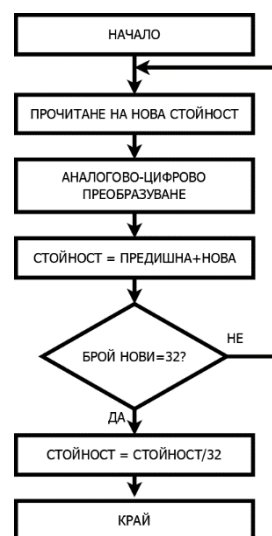 НАЧАЛО
ПРОЧИТАНЕ НА НОВА СТОЙНОСТ
АНАЛОГОВО-ЦИФРОВО
ПРЕОБРАЗУВАНЕ
СТОЙНОСТ = ПРЕДИШНА+НОВА
БРОЙ НОВИ=32?
НЕ
ДА
СТОЙНОСТ = СТОЙНОСТ/32
КРАЙ